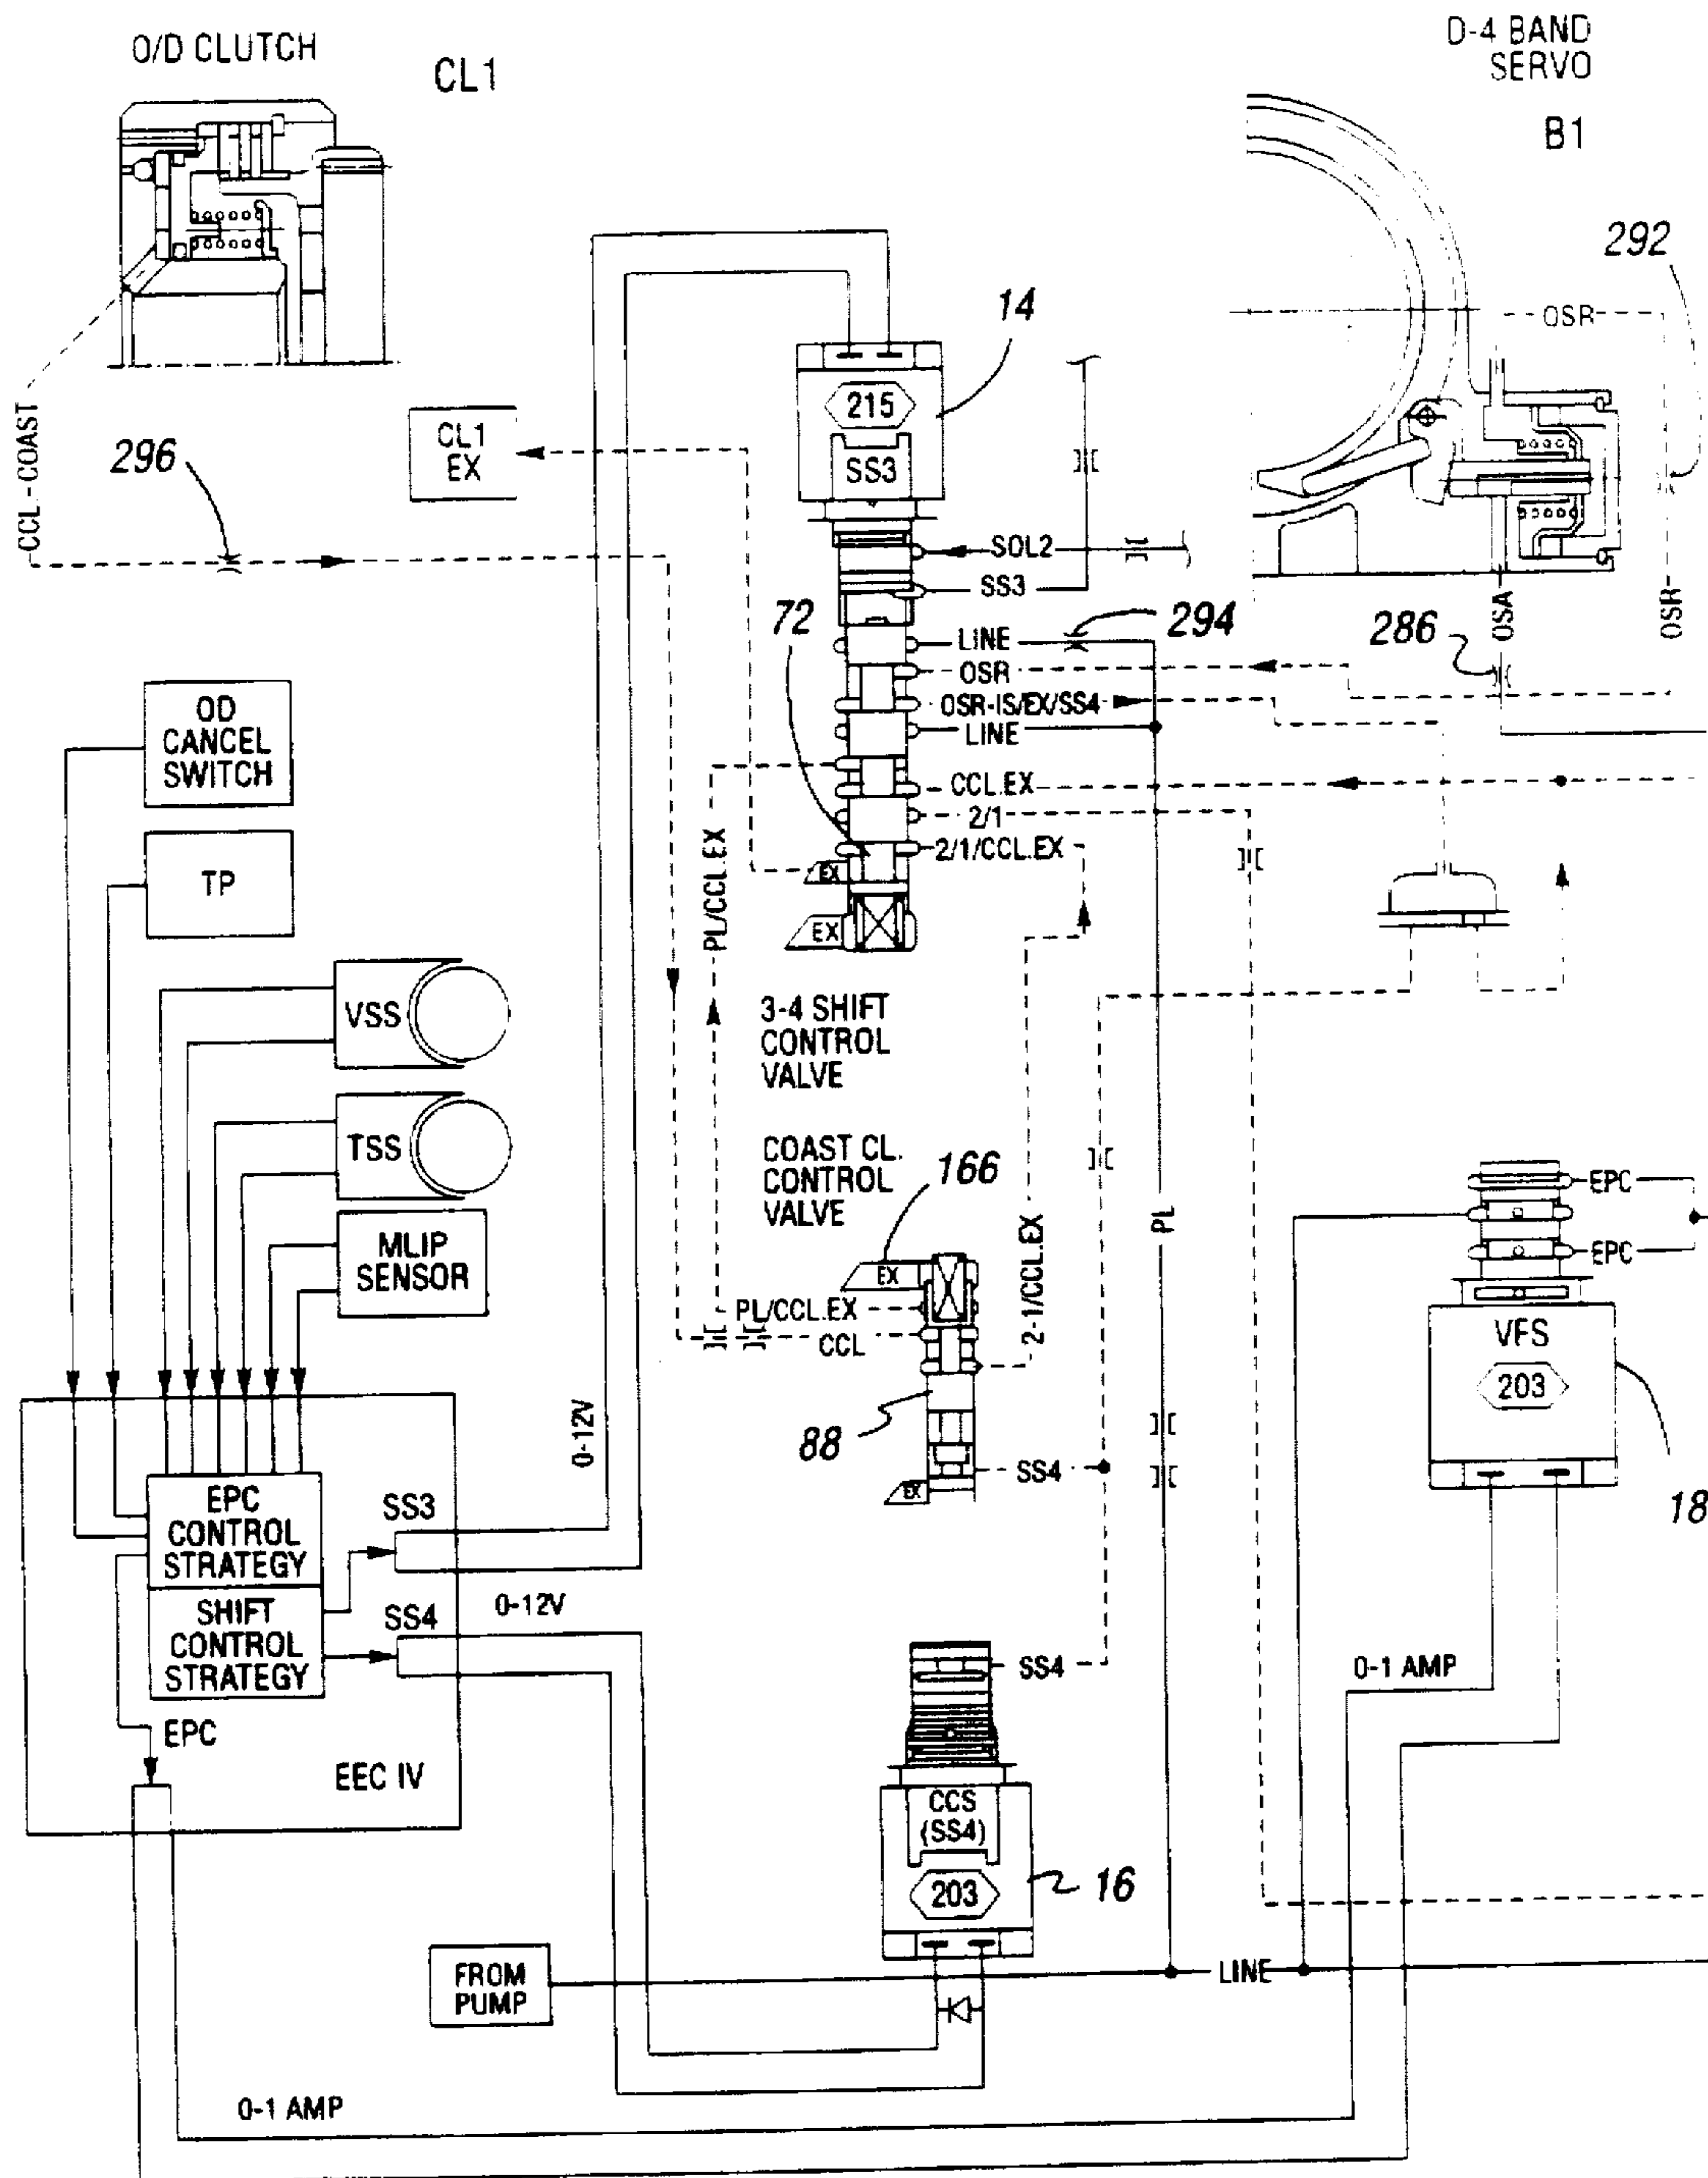 O/D CLUTCH
CL1
D-4 BAND
SERVO
B1
292
OSR
14
215
SS3
CL1
EX
296
CCL-COAST
SOL2
SS3
72
LINE
294
OSR
OSR-IS/EX/SS4
LINE
286
OSA
OSR
CCL.EX
2/1
2/1/CCL.EX
EX
EX
PL/CCL.EX
OD
CANCEL
SWITCH
TP
VSS
TSS
MLIP
SENSOR
3-4 SHIFT
CONTROL
VALVE
COAST CL.
CONTROL
VALVE
166
EX
PL/CCL.EX
CCL
2-1/CCL.EX
PL
88
SS4
EX
EPC
EPC
VFS
203
18
EPC
CONTROL
STRATEGY
SS3
0-12V
SHIFT
CONTROL
STRATEGY
SS4
0-12V
EPC
EEC IV
SS4
CCS
(SS4)
203
16
0-1 AMP
FROM
PUMP
LINE
0-1 AMP